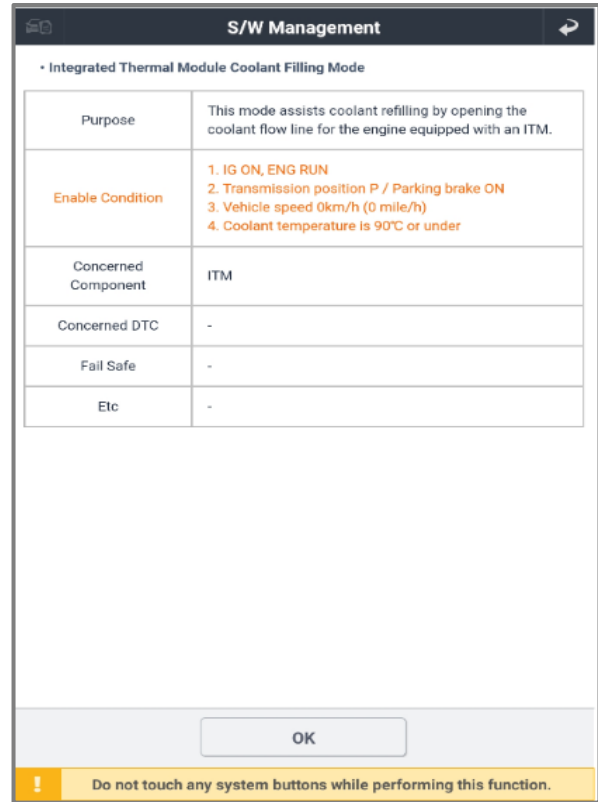 S/W Management
• Integrated Thermal Module Coolant Filling Mode
Purpose
This mode assists coolant refilling by opening the
coolant flow line for the engine equipped with an ITM.
Enable Condition
1. IG ON, ENG RUN
2. Transmission position P / Parking brake ON
3. Vehicle speed 0km/h (0 mile/h)
4. Coolant temperature is 90℃ or under
Concerned
Component
ITM
Concerned DTC
-
Fail Safe
-
Etc
-
OK
! Do not touch any system buttons while performing this function.